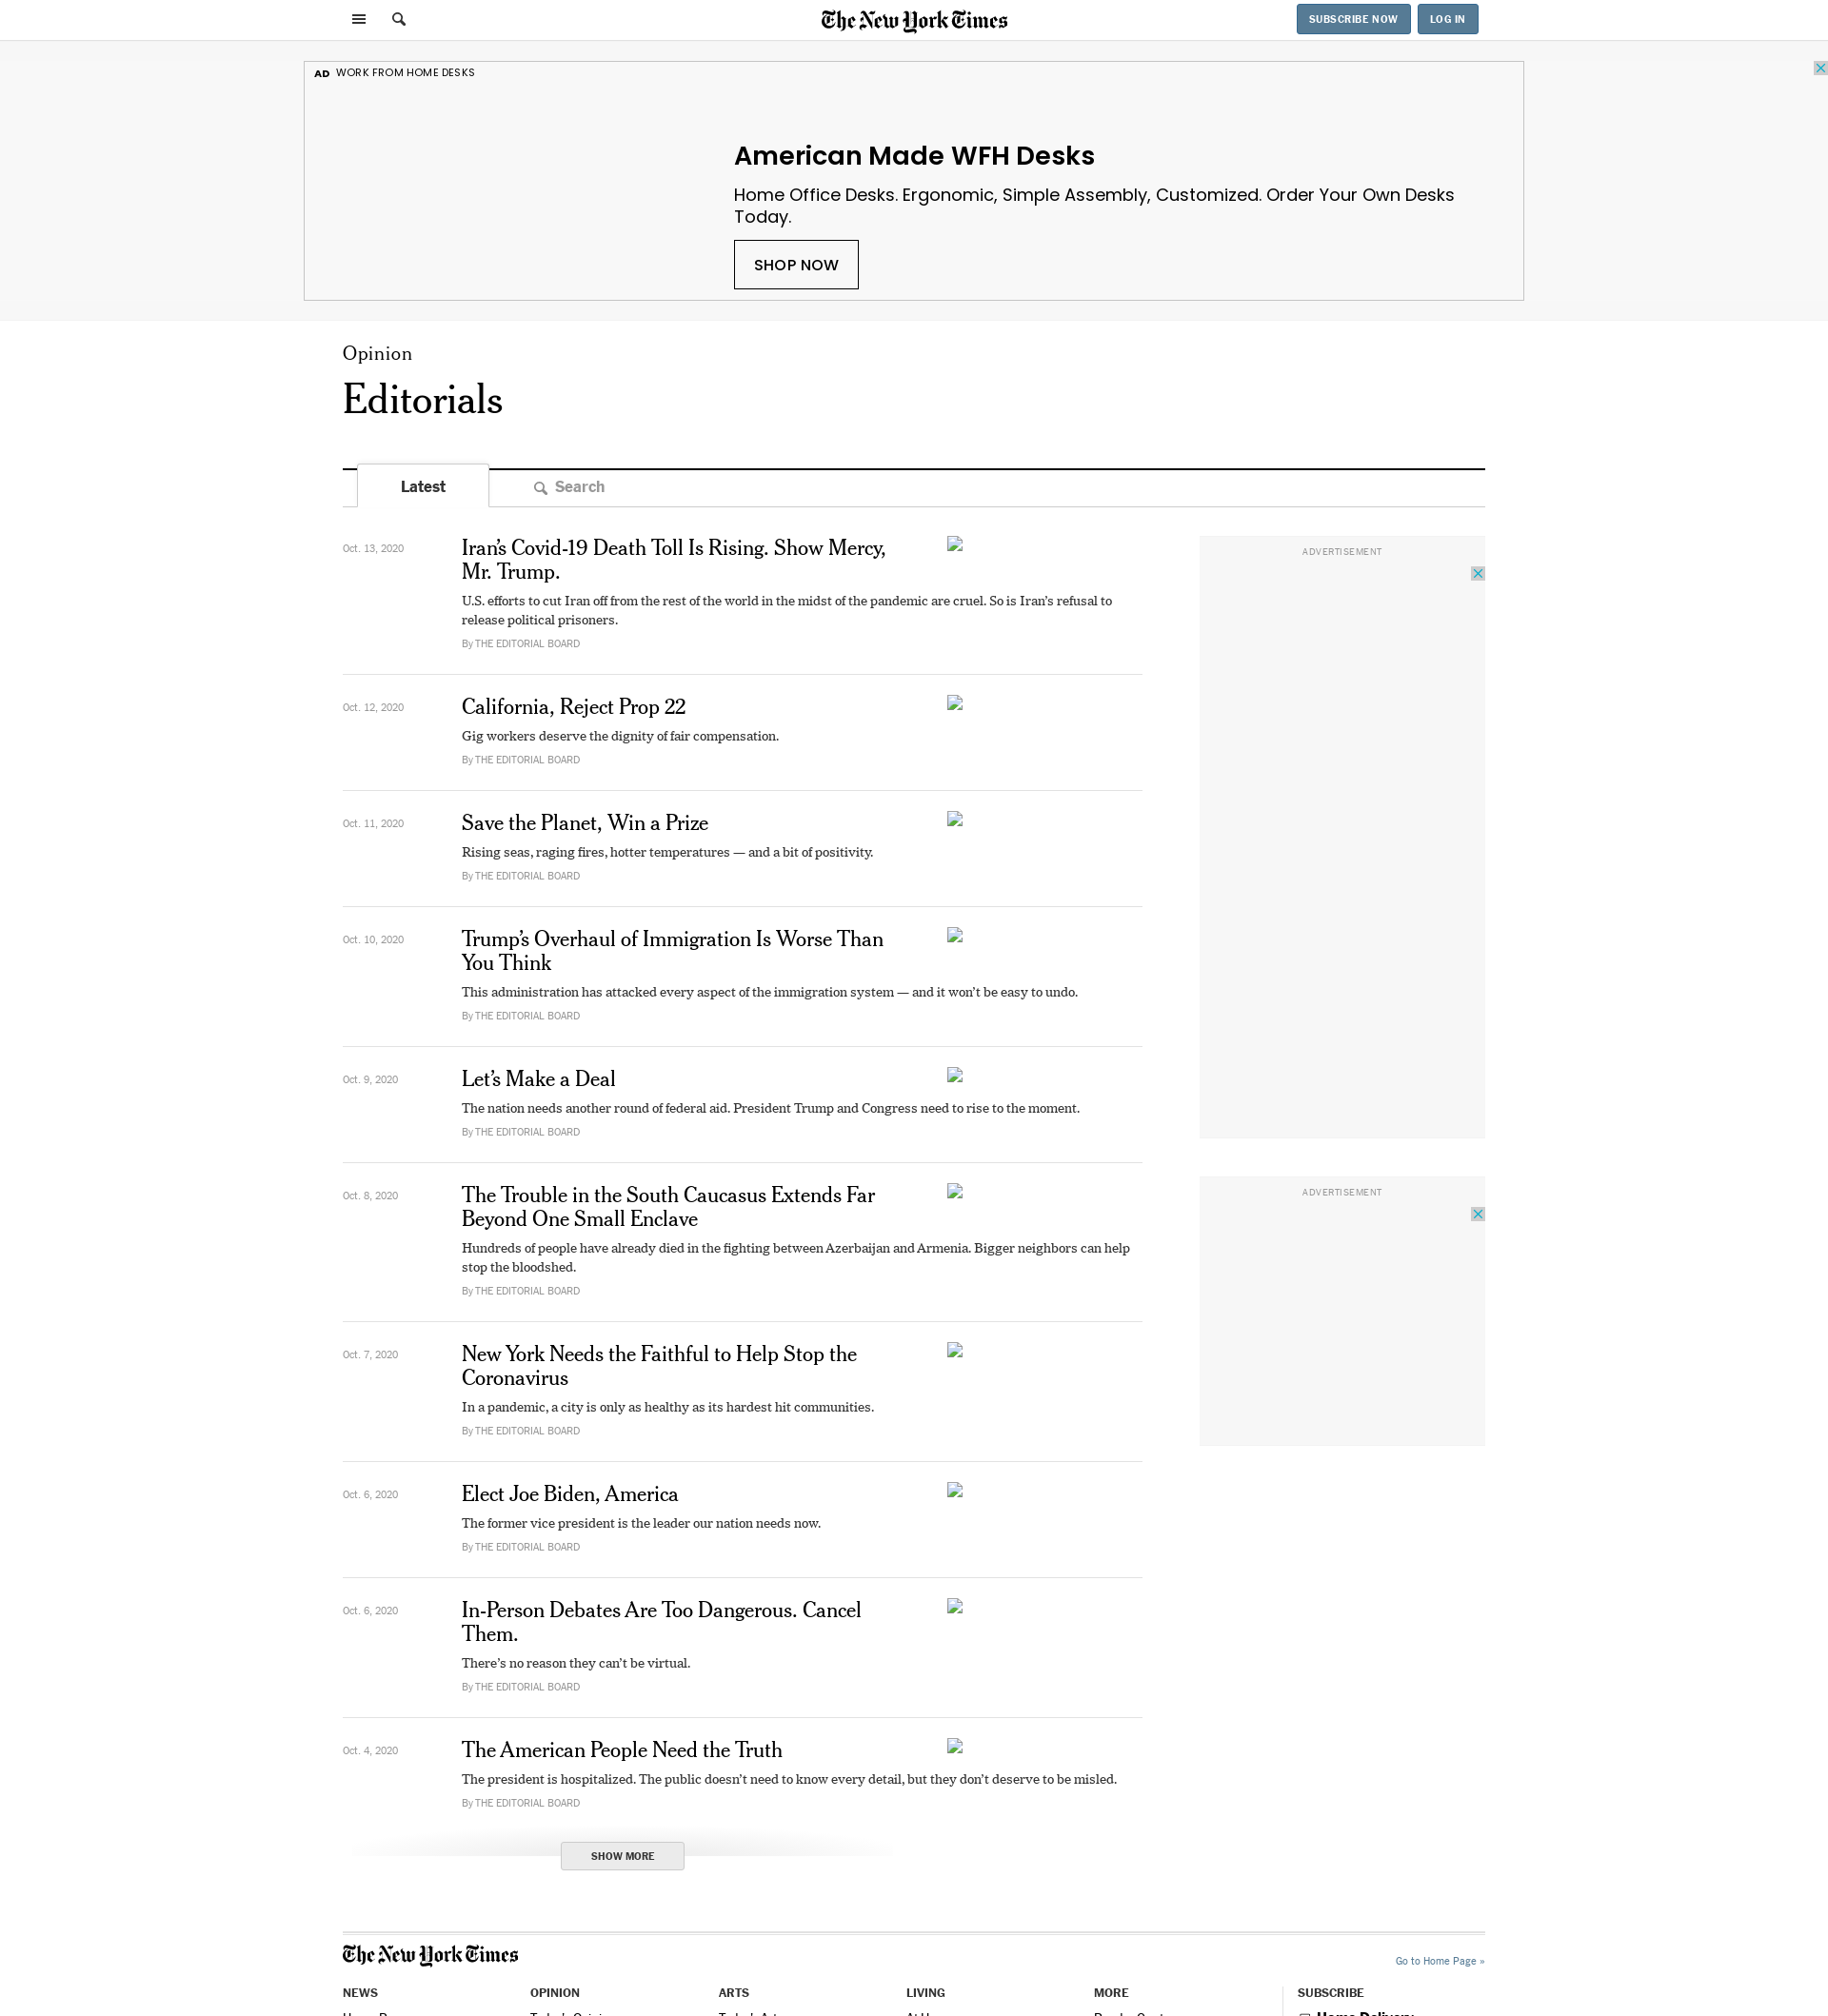 The New York Times
SUBSCRIBE NOW
LOG IN
AD WORK FROM HOME DESKS
American Made WFH Desks
Home Office Desks. Ergonomic, Simple Assembly, Customized. Order Your Own Desks
Today.
SHOP NOW
Opinion
Editorials
Latest
Search
Oct. 13, 2020
Iran’s Covid-19 Death Toll Is Rising. Show Mercy,
Mr. Trump.
U.S. efforts to cut Iran off from the rest of the world in the midst of the pandemic are cruel. So is Iran’s refusal to
release political prisoners.
By THE EDITORIAL BOARD
ADVERTISEMENT
Oct. 12, 2020
California, Reject Prop 22
Gig workers deserve the dignity of fair compensation.
By THE EDITORIAL BOARD
Oct. 11, 2020
Save the Planet, Win a Prize
Rising seas, raging fires, hotter temperatures — and a bit of positivity.
By THE EDITORIAL BOARD
Oct. 10, 2020
Trump’s Overhaul of Immigration Is Worse Than
You Think
This administration has attacked every aspect of the immigration system — and it won’t be easy to undo.
By THE EDITORIAL BOARD
Oct. 9, 2020
Let’s Make a Deal
The nation needs another round of federal aid. President Trump and Congress need to rise to the moment.
By THE EDITORIAL BOARD
ADVERTISEMENT
Oct. 8, 2020
The Trouble in the South Caucasus Extends Far
Beyond One Small Enclave
Hundreds of people have already died in the fighting between Azerbaijan and Armenia. Bigger neighbors can help
stop the bloodshed.
By THE EDITORIAL BOARD
Oct. 7, 2020
New York Needs the Faithful to Help Stop the
Coronavirus
In a pandemic, a city is only as healthy as its hardest hit communities.
By THE EDITORIAL BOARD
Oct. 6, 2020
Elect Joe Biden, America
The former vice president is the leader our nation needs now.
By THE EDITORIAL BOARD
Oct. 6, 2020
In-Person Debates Are Too Dangerous. Cancel
Them.
There’s no reason they can’t be virtual.
By THE EDITORIAL BOARD
Oct. 4, 2020
The American People Need the Truth
The president is hospitalized. The public doesn’t need to know every detail, but they don’t deserve to be misled.
By THE EDITORIAL BOARD
SHOW MORE
The New York Times
Go to Home Page »
NEWS
OPINION
ARTS
LIVING
MORE
SUBSCRIBE
Home Delivery